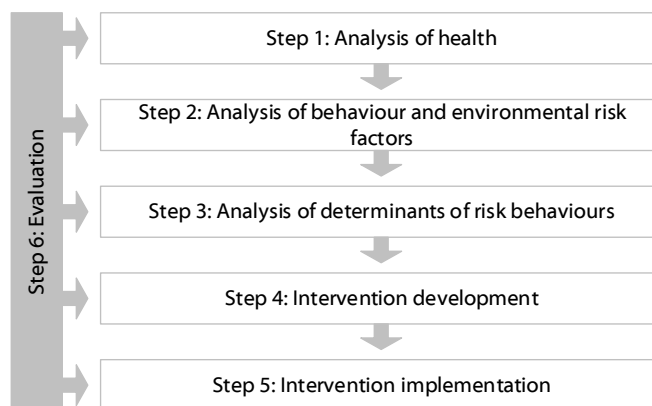 Step 1: Analysis of health
Step 2: Analysis of behaviour and environmental risk
factors
Step 3: Analysis of determinants of risk behaviours
Step 4: Intervention development
Step 5: Intervention implementation
Step 6: Evaluation